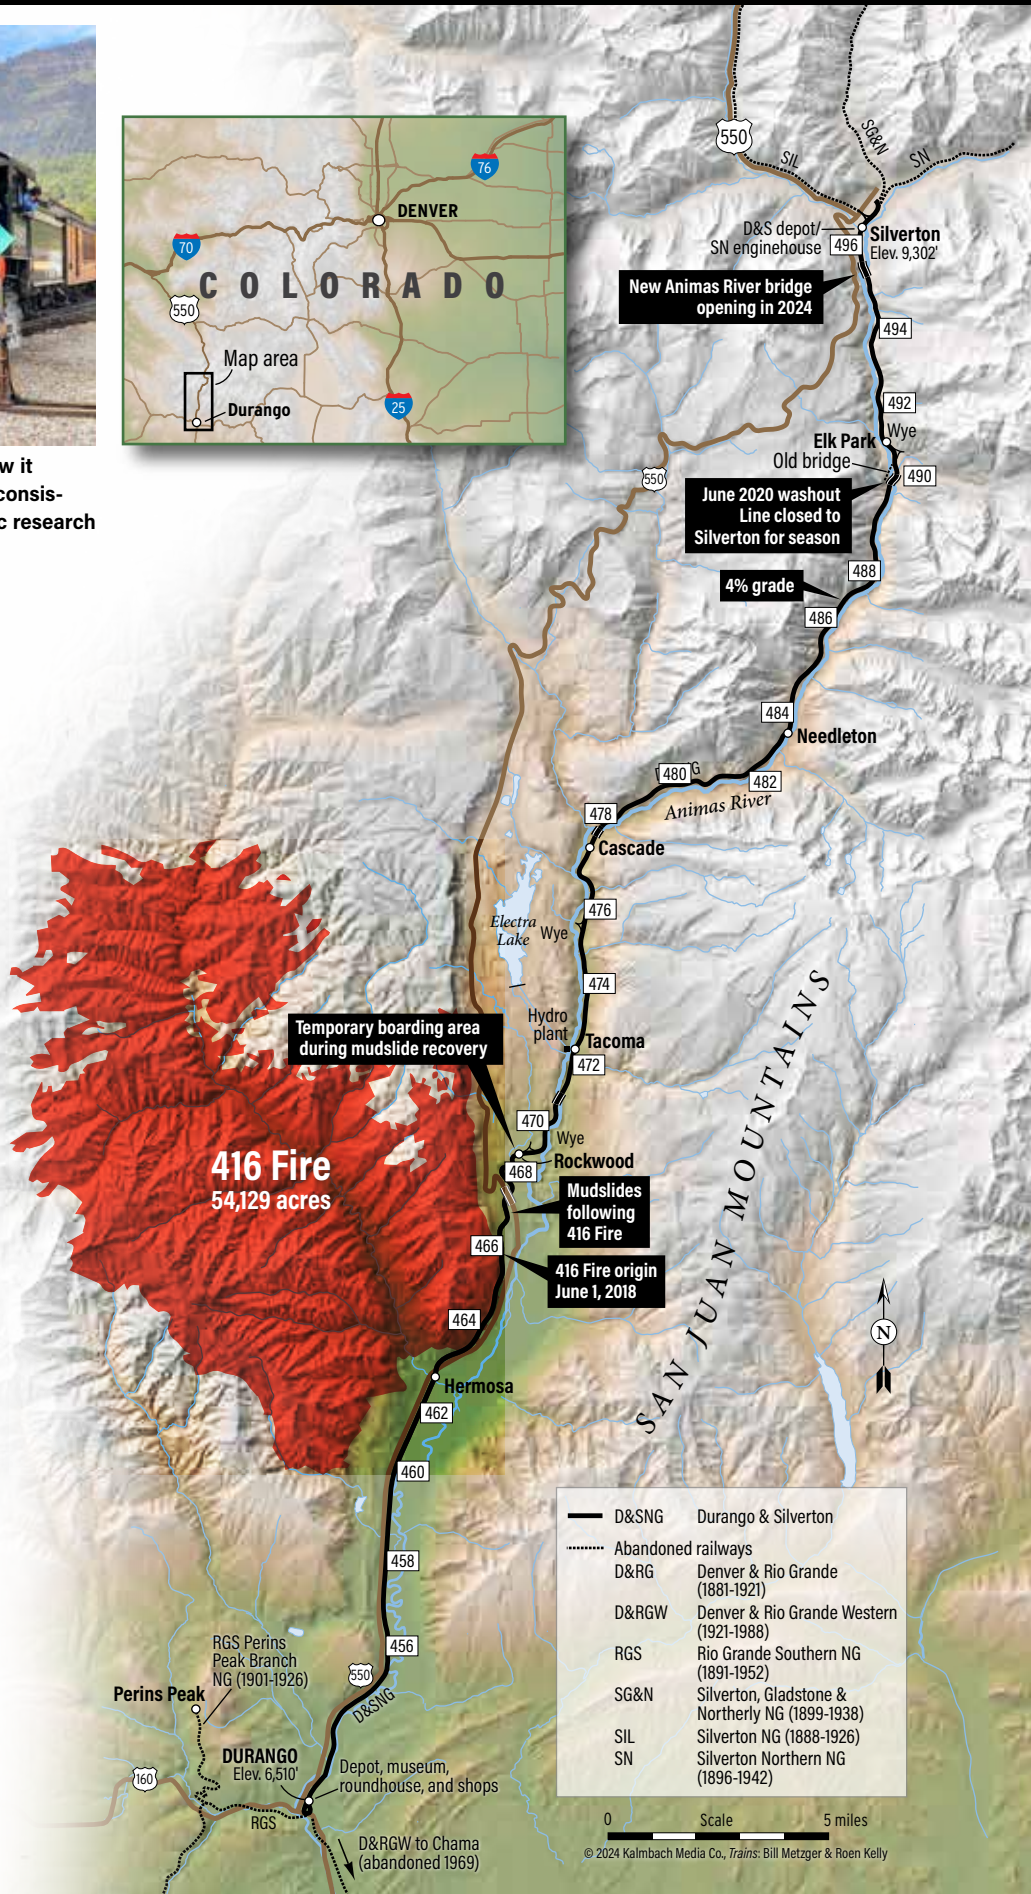 w it
consis-
c research
76
DENVER
70
COLORADO
550
Map area
Durango
25
550
SIL
SG&N
SN
D&S depot/
SN enginehouse
496
Silverton
Elev. 9,302'
New Animas River bridge
opening in 2024
494
492
Elk Park
Wye
Old bridge
490
550
June 2020 washout
Line closed to
Silverton for season
488
4% grade
486
484
Needleton
480
482
Animas River
478
Cascade
476
Electra
Lake
Wye
474
Hydro
plant
Tacoma
472
Temporary boarding area
during mudslide recovery
470
Wye
Rockwood
468
416 Fire
54,129 acres
Mudslides
following
416 Fire
466
416 Fire origin
June 1, 2018
464
SAN JUAN MOUNTAINS
N
Hermosa
462
460
458
456
RGS Perins
Peak Branch
NG (1901-1926)
550
Perins Peak
D&SNG
DURANGO
Elev. 6,510'
Depot, museum,
roundhouse, and shops
160
RGS
D&RGW to Chama
(abandoned 1969)
D&SNG Durango & Silverton
Abandoned railways
D&RG Denver & Rio Grande
(1881-1921)
D&RGW Denver & Rio Grande Western
(1921-1988)
RGS Rio Grande Southern NG
(1891-1952)
SG&N Silverton, Gladstone &
Northerly NG (1899-1938)
SIL Silverton NG (1888-1926)
SN Silverton Northern NG
(1896-1942)
0 Scale 5 miles
© 2024 Kalmbach Media Co., Trains: Bill Metzger & Roen Kelly